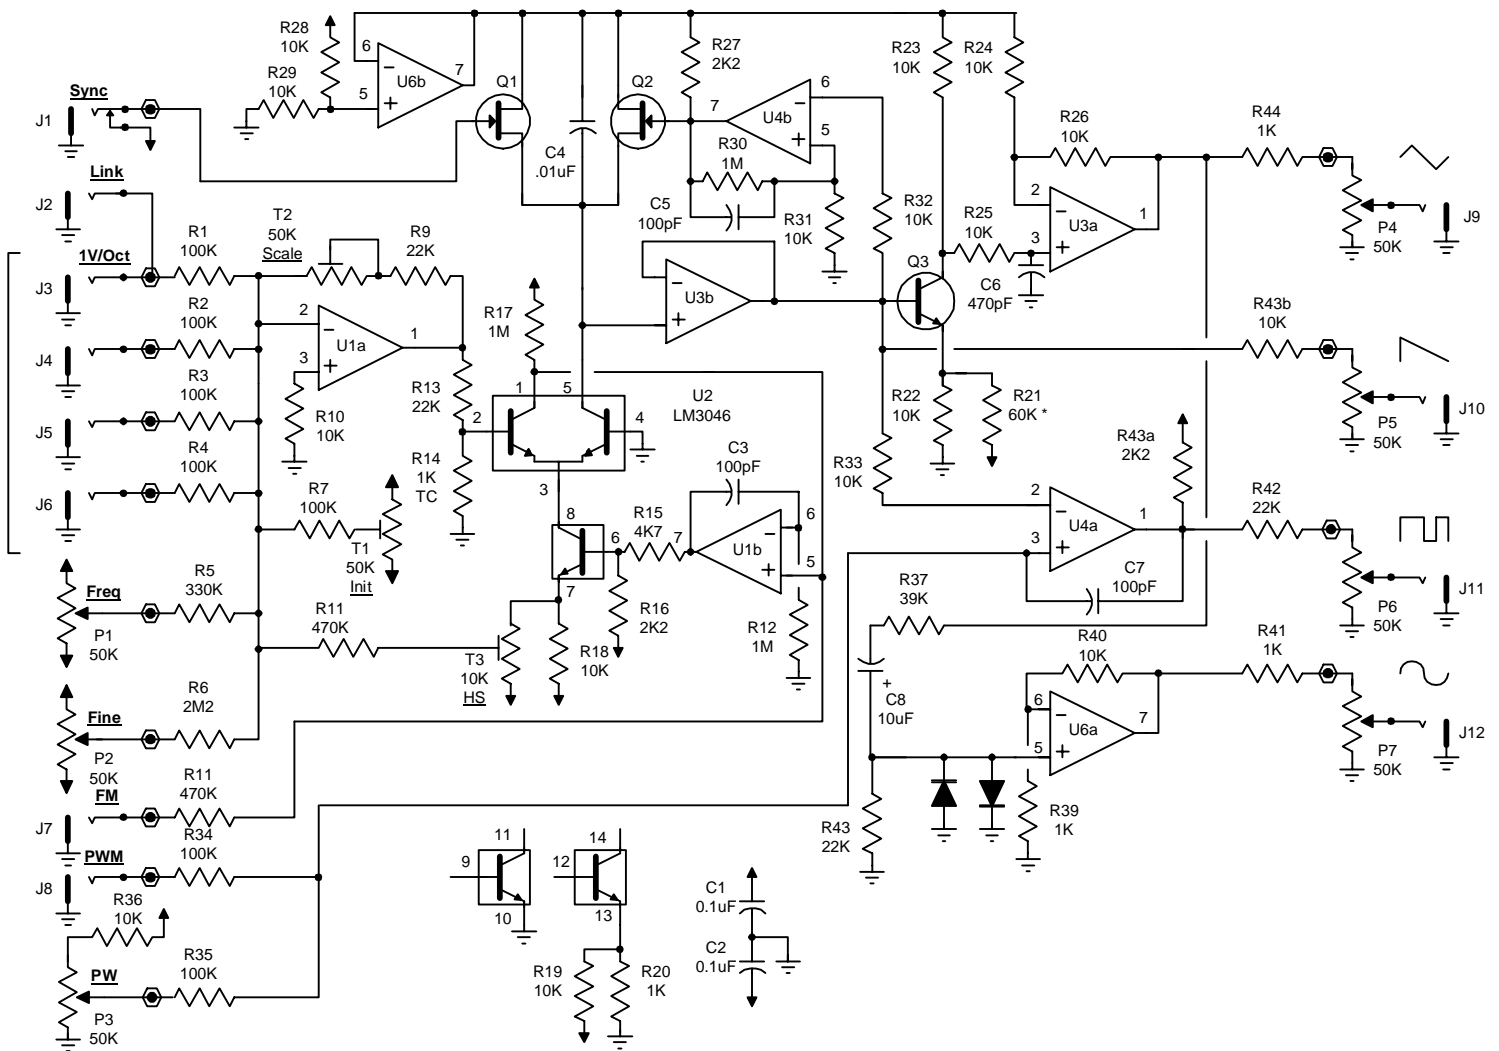 R28
10K
R29
10K
6
5
7
U6b
Q1
Q2
R27
2K2
R23
10K
R24
10K
Sync
J1
C4
.01uF
7
6
5
U4b
R30
1M
C5
100pF
R31
10K
R32
10K
R26
10K
R44
1K
2
3
1
U3a
R25
10K
C6
470pF
P4
50K
J9
Link
J2
T2
50K
Scale
R9
22K
R1
100K
1V/Oct
J3
R2
100K
J4
R3
100K
J5
R4
100K
J6
2
3
1
U1a
R10
10K
R17
1M
U3b
Q3
R43b
10K
P5
50K
J10
R13
22K
1
5
U2
LM3046
2
4
3
R14
1K
TC
R22
10K
R21
60K *
R43a
2K2
R33
10K
C3
100pF
R7
100K
T1
50K
Init
8
6
7
R15
4K7
7
6
5
U1b
2
3
1
U4a
C7
100pF
R42
22K
P6
50K
J11
Freq
P1
50K
R5
330K
R11
470K
T3
10K
HS
R18
10K
R16
2K2
R12
1M
R37
39K
R40
10K
R41
1K
C8
10uF
+
6
5
7
U6a
P7
50K
J12
R6
2M2
Fine
P2
50K
R11
470K
FM
J7
R34
100K
PWM
J8
R43
22K
R39
1K
R36
10K
R35
100K
PW
P3
50K
11
9
10
14
12
13
R19
10K
R20
1K
C1
0.1uF
C2
0.1uF